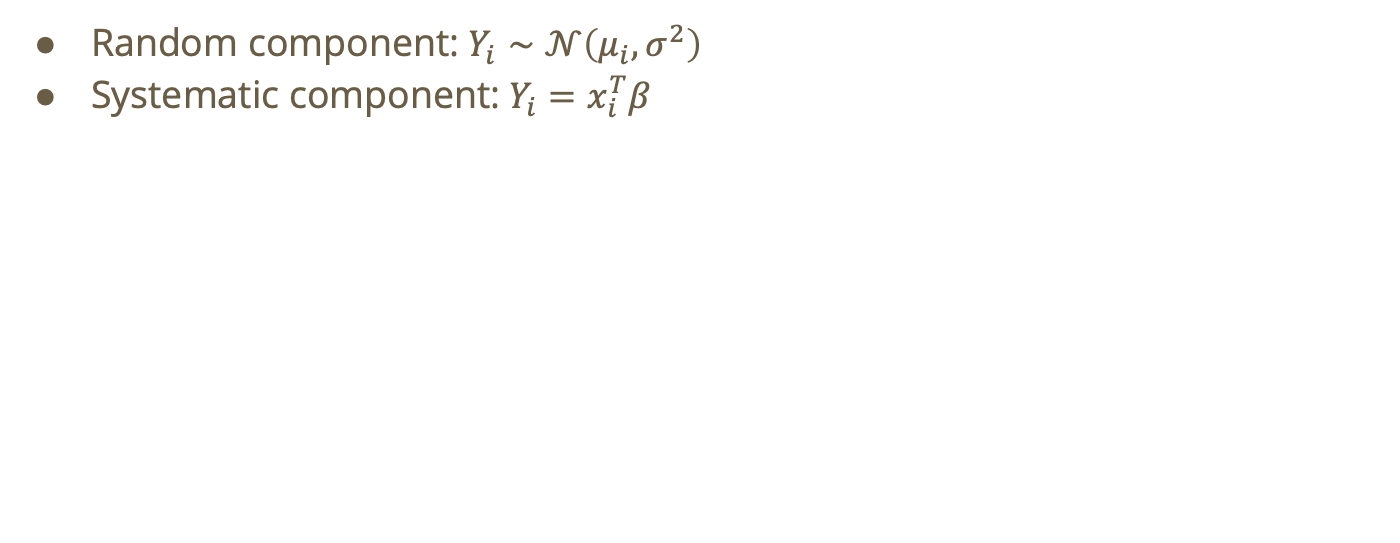 ● Random component: 𝑌ᵢ ~ 𝒩(𝜇ᵢ, 𝜎²)
● Systematic component: 𝑌ᵢ = 𝑥ᵢᵀ𝛽